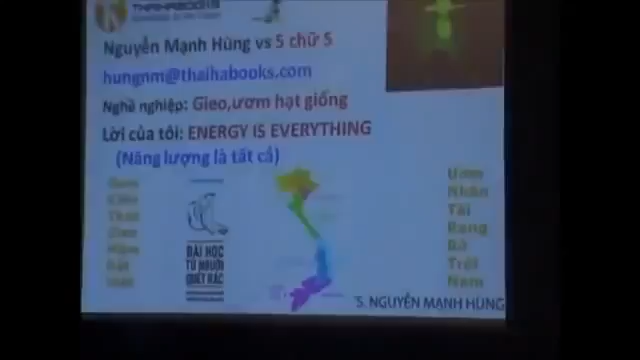 THAIHABOOKS
Nguyễn Mạnh Hùng vs 5 chữ 5
hungnm@thaihabooks.com
Nghề nghiệp: Gieo,ươm hạt giống
Lời của tôi: ENERGY IS EVERYTHING
(Năng lượng là tất cả)
Ươm
Nhân
Tài
Rạng
Rỡ
Trời
Nam
BÀI HỌC
TỪ NGƯỜI
QUÉT RÁC
S. NGUYỄN MẠNH HÙNG